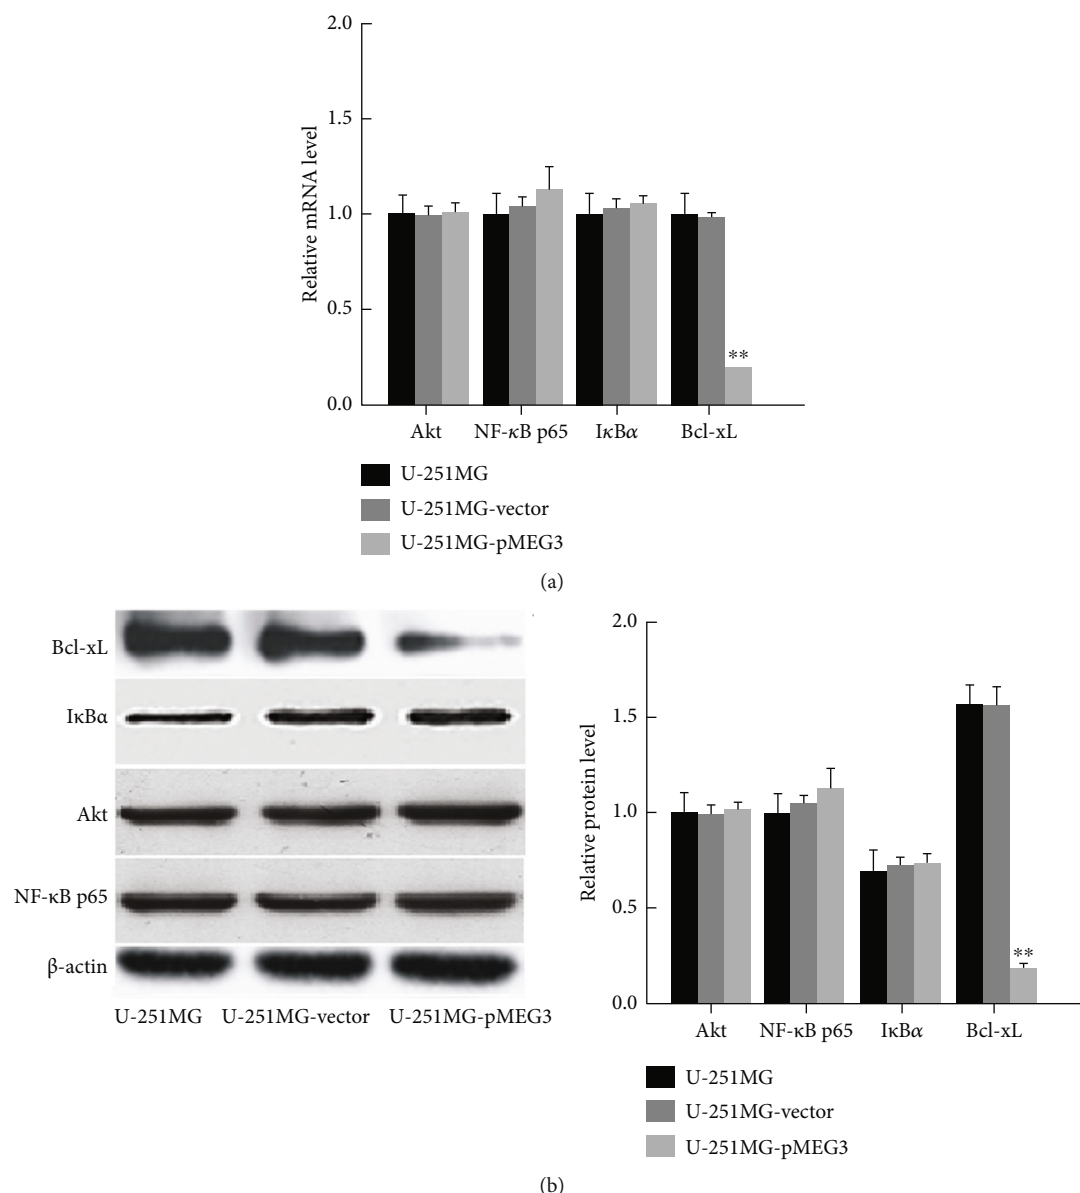 2.0
1.5
1.0
0.5
0.0
Relative mRNA level
**
Akt NF-κB p65 IκBα Bcl-xL
U-251MG
U-251MG-vector
U-251MG-pMEG3
(a)
Bcl-xL
IκBα
Akt
NF-κB p65
β-actin
U-251MG U-251MG-vector U-251MG-pMEG3
2.0
1.5
1.0
0.5
0.0
Relative protein level
**
Akt NF-κB p65 IκBα Bcl-xL
U-251MG
U-251MG-vector
U-251MG-pMEG3
(b)